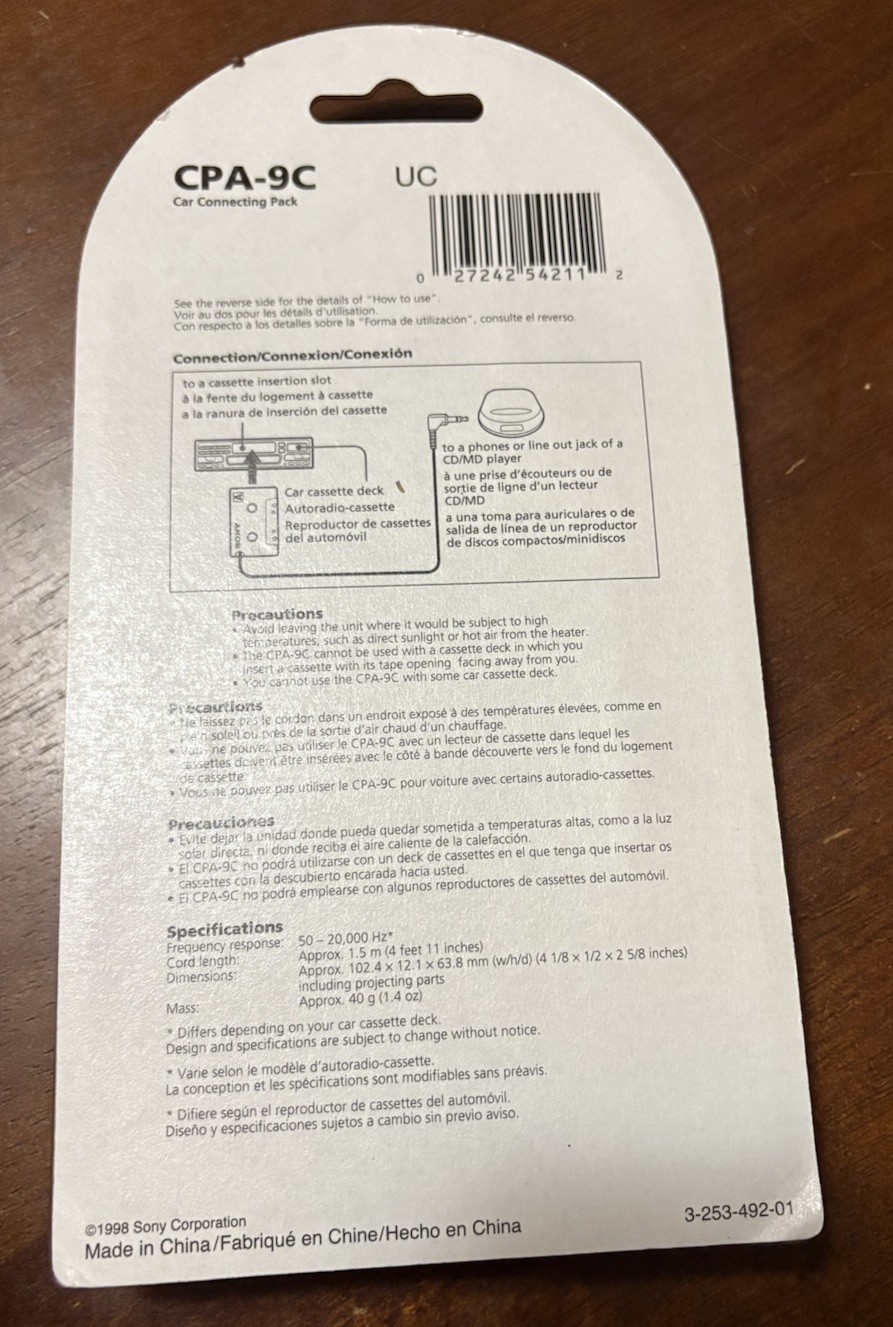 CPA-9C
UC
Car Connecting Pack
0 27242 54211 2
See the reverse side for the details of "How to use".
Voir au dos pour les détails d'utilisation.
Con respecto a los detalles sobre la "Forma de utilización", consulte el reverso.
Connection/Connexion/Conexión
to a cassette insertion slot
à la fente du logement à cassette
a la ranura de inserción del cassette
to a phones or line out jack of a
CD/MD player
à une prise d'écouteurs ou de
sortie de ligne d'un lecteur
CD/MD
a una toma para auriculares o de
salida de línea de un reproductor
de discos compactos/minidiscos
Car cassette deck
Autoradio-cassette
Reproductor de cassettes
del automóvil
SONY
Precautions
• Avoid leaving the unit where it would be subject to high
temperatures, such as direct sunlight or hot air from the heater.
• The CPA-9C cannot be used with a cassette deck in which you
insert a cassette with its tape opening facing away from you.
• You cannot use the CPA-9C with some car cassette deck.
Précautions
• Ne laissez pas le cordon dans un endroit exposé à des températures élevées, comme en
plein soleil ou près de la sortie d'air chaud d'un chauffage.
• Vous ne pouvez pas utiliser le CPA-9C avec un lecteur de cassette dans lequel les
cassettes doivent être insérées avec le côté à bande découverte vers le fond du logement
de cassette
• Vous ne pouvez pas utiliser le CPA-9C pour voiture avec certains autoradio-cassettes.
Precauciones
• Evite dejar la unidad donde pueda quedar sometida a temperaturas altas, como a la luz
solar directa, ni donde reciba el aire caliente de la calefacción.
• El CPA-9C no podrá utilizarse con un deck de cassettes en el que tenga que insertar os
cassettes con la descubierto encarada hacia usted.
• El CPA-9C no podrá emplearse con algunos reproductores de cassettes del automóvil.
Specifications
Frequency response: 50 – 20,000 Hz*
Cord length: Approx. 1.5 m (4 feet 11 inches)
Dimensions: Approx. 102.4 × 12.1 × 63.8 mm (w/h/d) (4 1/8 × 1/2 × 2 5/8 inches)
including projecting parts
Mass: Approx. 40 g (1.4 oz)
* Differs depending on your car cassette deck.
Design and specifications are subject to change without notice.
* Varie selon le modèle d'autoradio-cassette.
La conception et les spécifications sont modifiables sans préavis.
* Difiere según el reproductor de cassettes del automóvil.
Diseño y especificaciones sujetos a cambio sin previo aviso.
©1998 Sony Corporation
Made in China/Fabriqué en Chine/Hecho en China
3-253-492-01